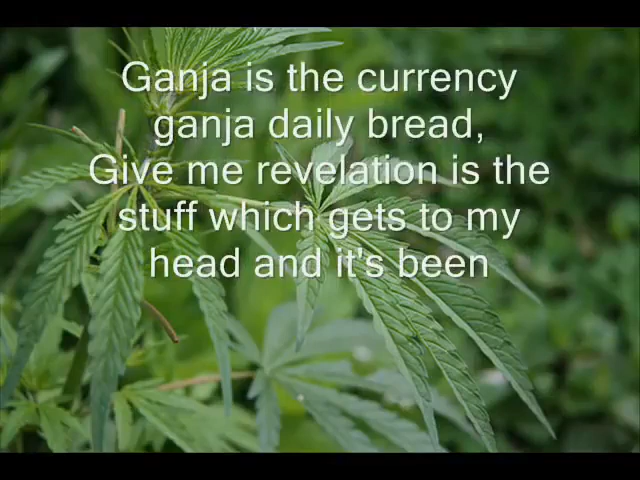 Ganja is the currency
ganja daily bread,
Give me revelation is the
stuff which gets to my
head and it's been